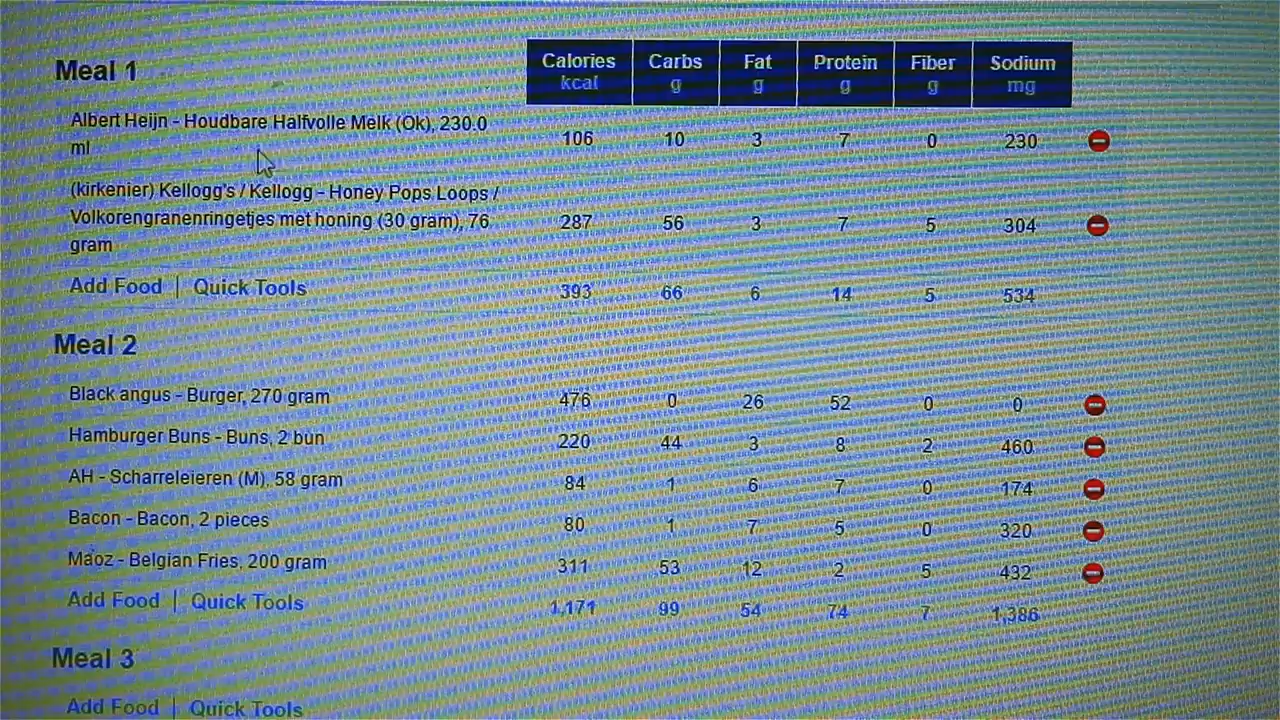 Calories Carbs Fat Protein Fiber Sodium
Meal 1 kcal g g g g mg
Albert Heijn - Houdbare Halfvolle Melk (Ok), 230.0
ml 106 10 3 7 0 230
(kirkenier) Kellogg's / Kellogg - Honey Pops Loops /
Volkorengranenringetjes met honing (30 gram), 76 287 56 3 7 5 304
gram
Add Food | Quick Tools 393 66 6 14 5 534
Meal 2
Black angus - Burger, 270 gram 476 0 26 52 0 0
Hamburger Buns - Buns, 2 bun 220 44 3 8 2 460
AH - Scharreleieren (M), 58 gram 84 1 6 7 0 174
Bacon - Bacon, 2 pieces 80 1 7 5 0 320
Maoz - Belgian Fries, 200 gram 311 53 12 2 5 432
Add Food | Quick Tools 1,171 99 54 74 7 1,386
Meal 3
Add Food | Quick Tools